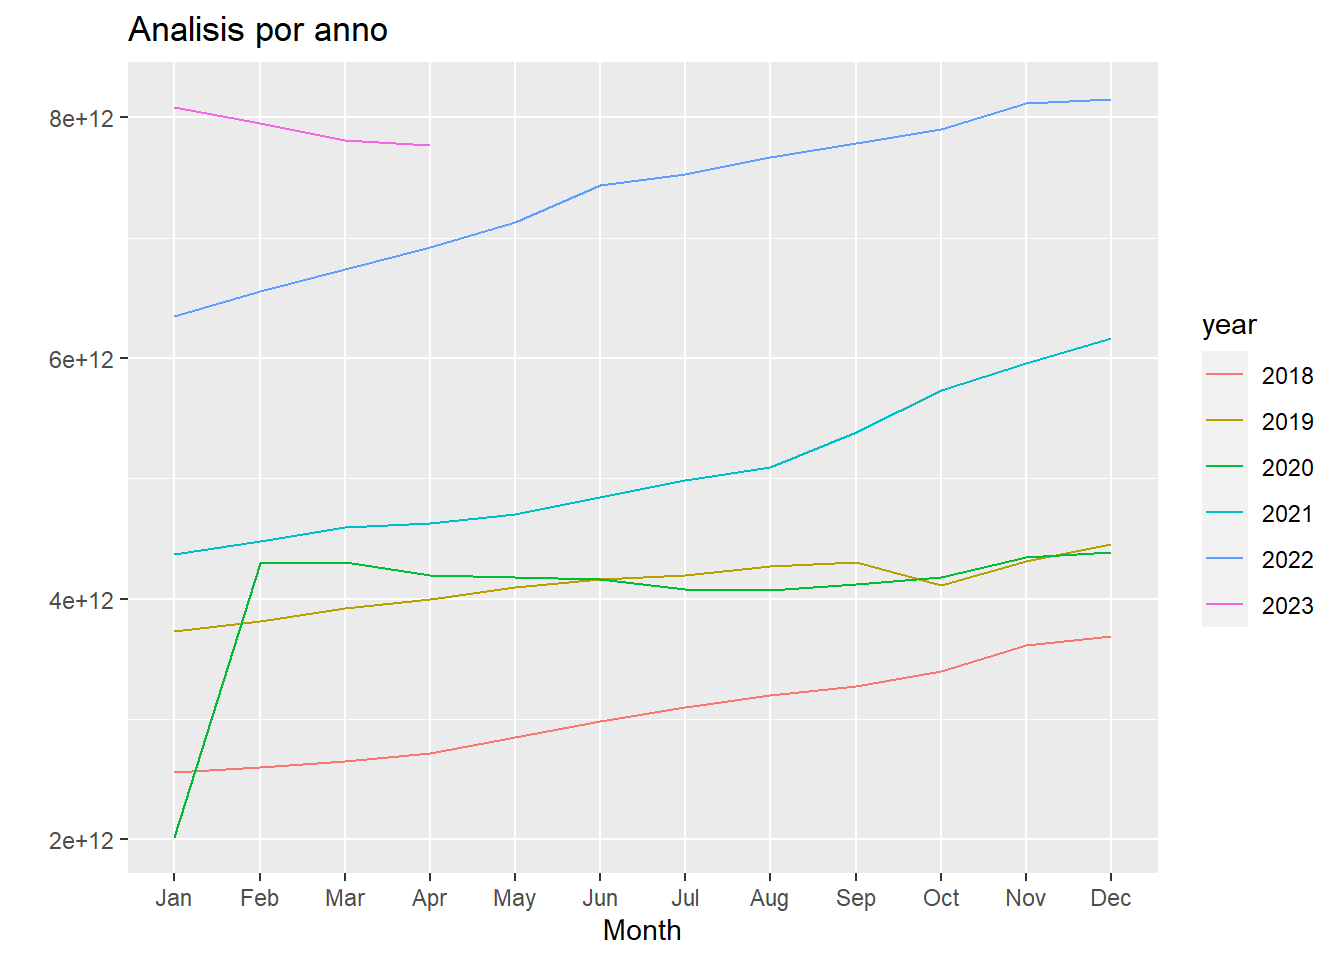 Analisis por anno
8e+12
6e+12
4e+12
2e+12
Jan Feb Mar Apr May Jun Jul Aug Sep Oct Nov Dec
Month
year
2018
2019
2020
2021
2022
2023